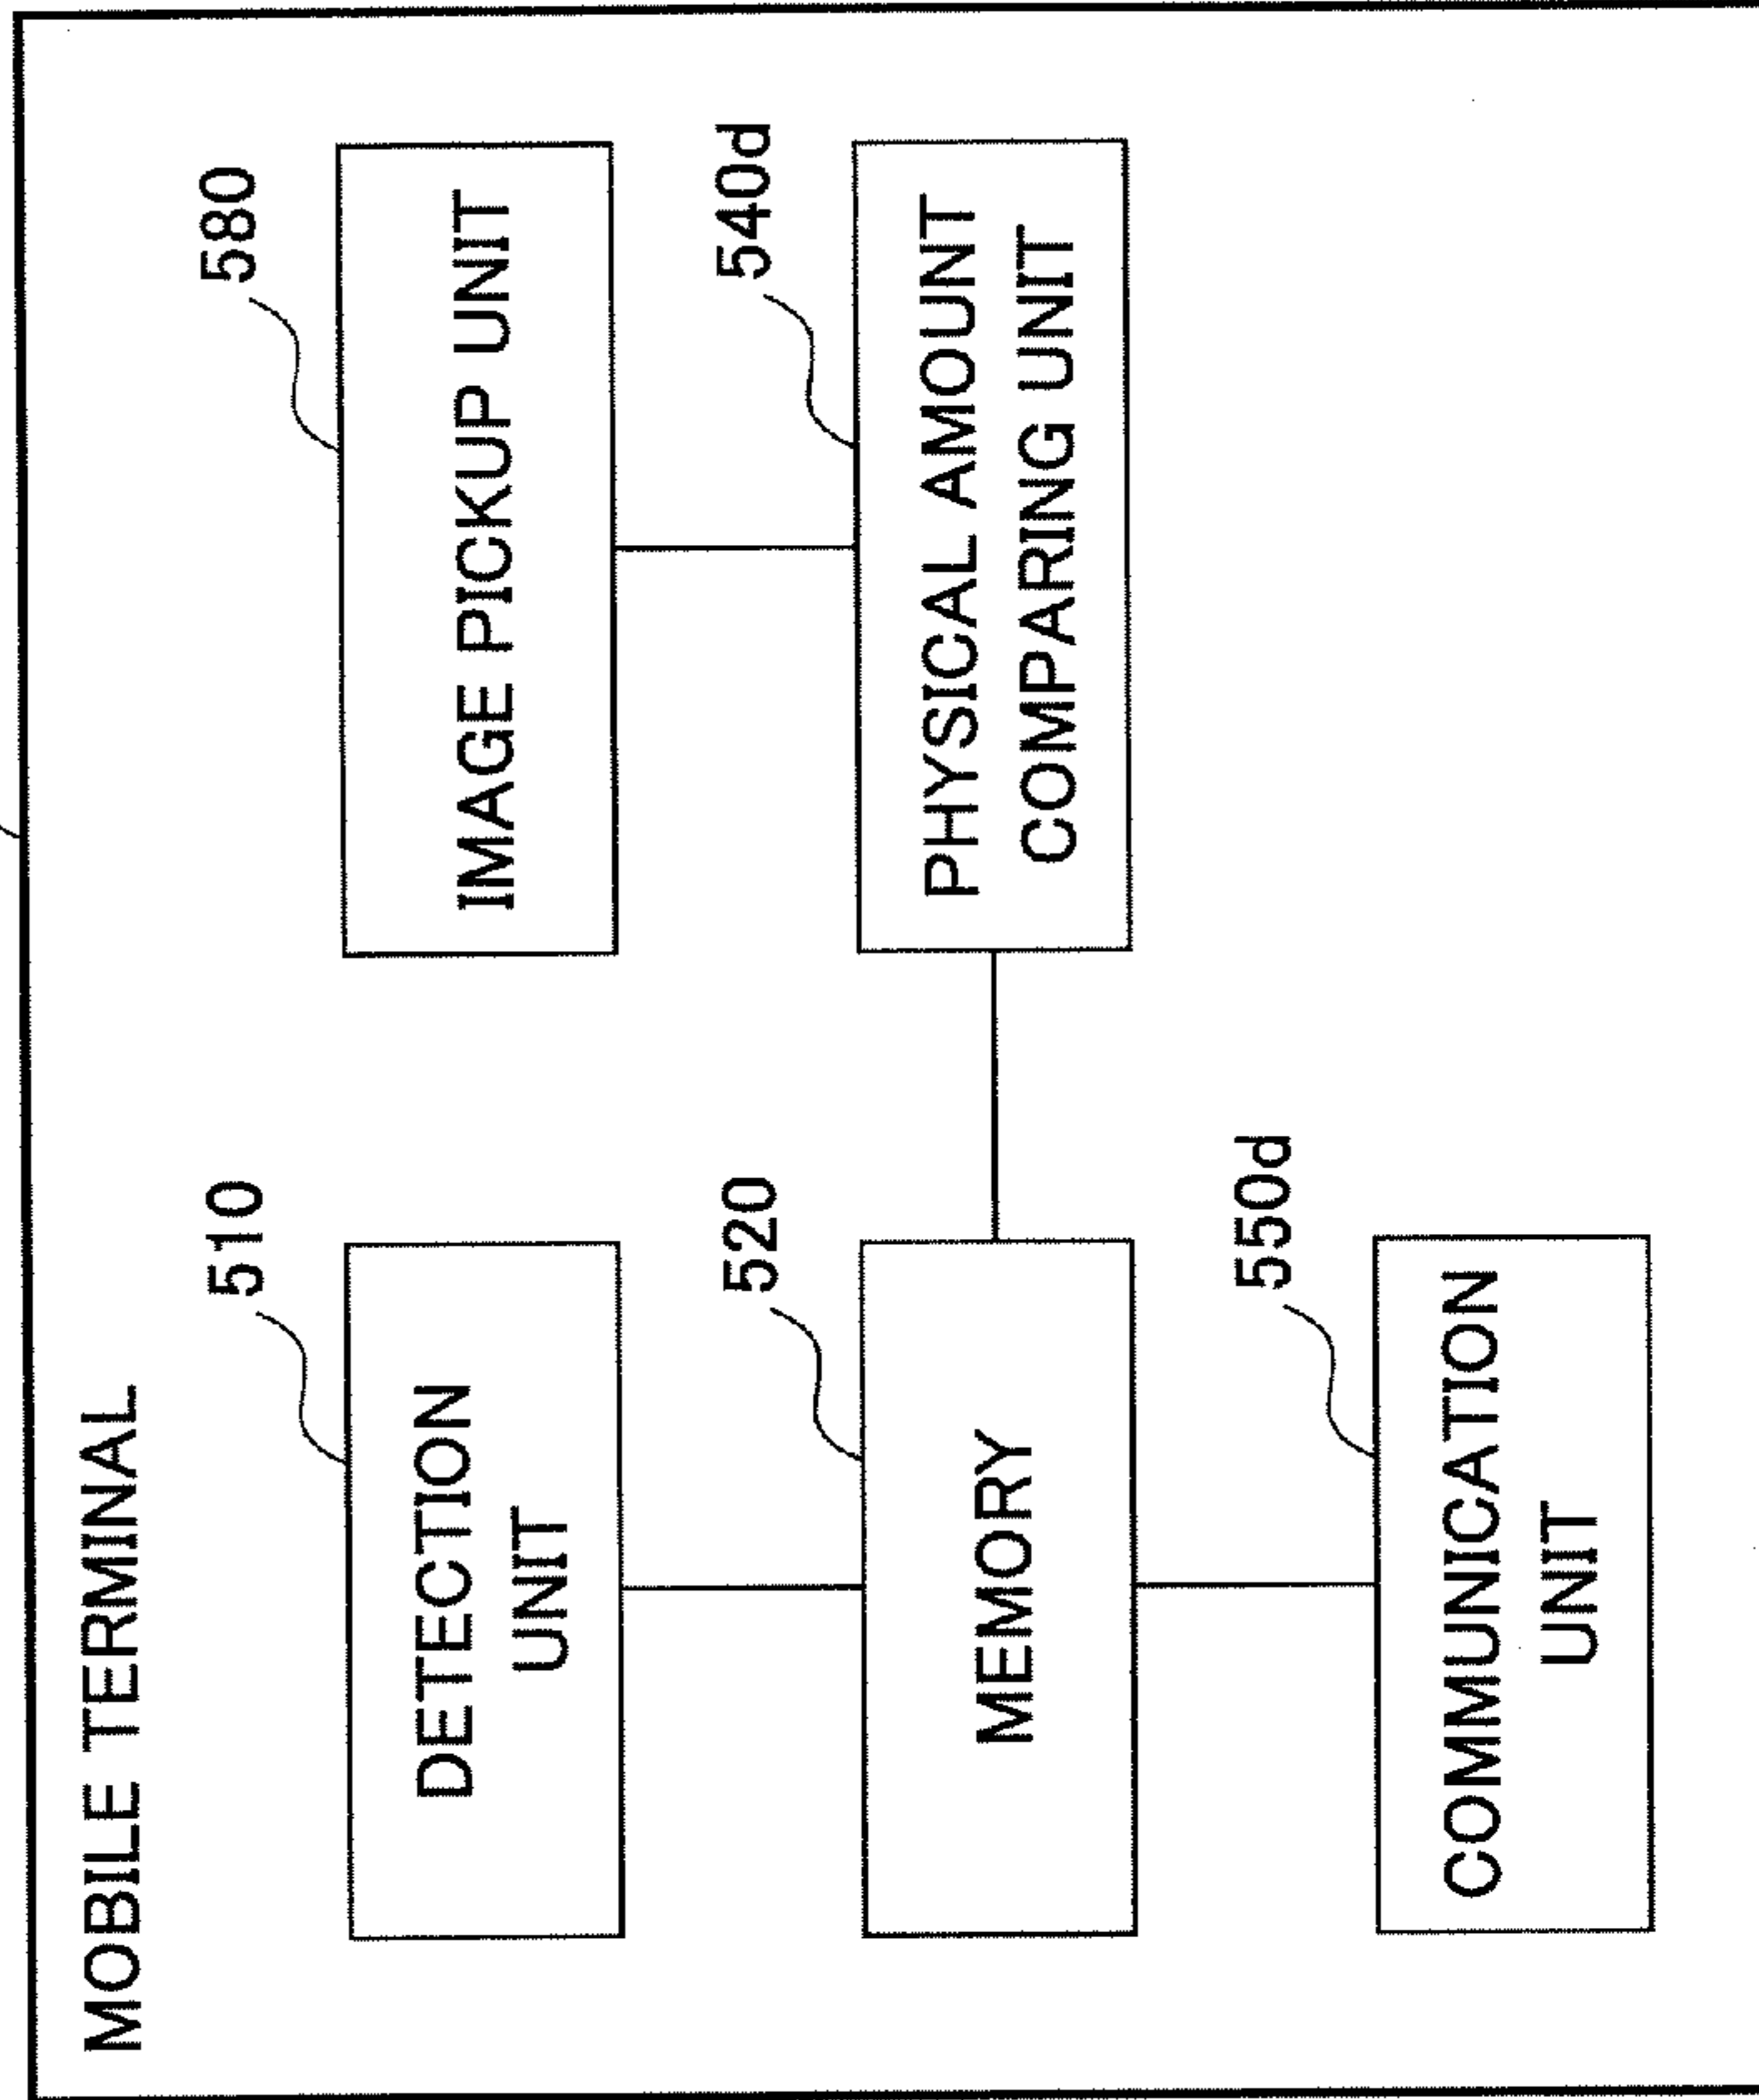 MOBILE TERMINAL
510
DETECTION
UNIT
580
IMAGE PICKUP UNIT
520
MEMORY
540d
PHYSICAL AMOUNT
COMPARING UNIT
550d
COMMUNICATION
UNIT